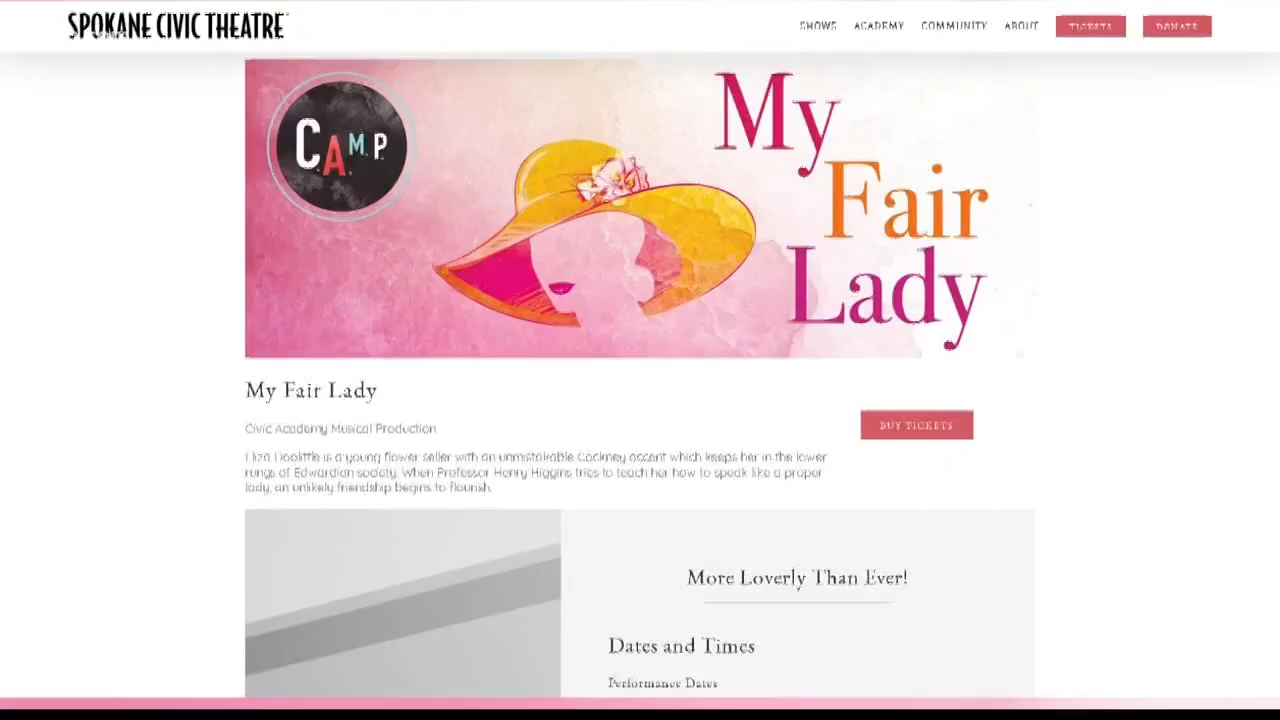 SPOKANE CIVIC THEATRE
SHOWS ACADEMY COMMUNITY ABOUT TICKETS DONATE
CAMP
My
Fair
Lady
My Fair Lady
Civic Academy Musical Production
BUY TICKETS
Eliza Doolittle is a young flower seller with an unmistakable Cockney accent which keeps her in the lower
rungs of Edwardian society. When Professor Henry Higgins tries to teach her how to speak like a proper
lady, an unlikely friendship begins to flourish.
More Loverly Than Ever!
Dates and Times
Performance Dates